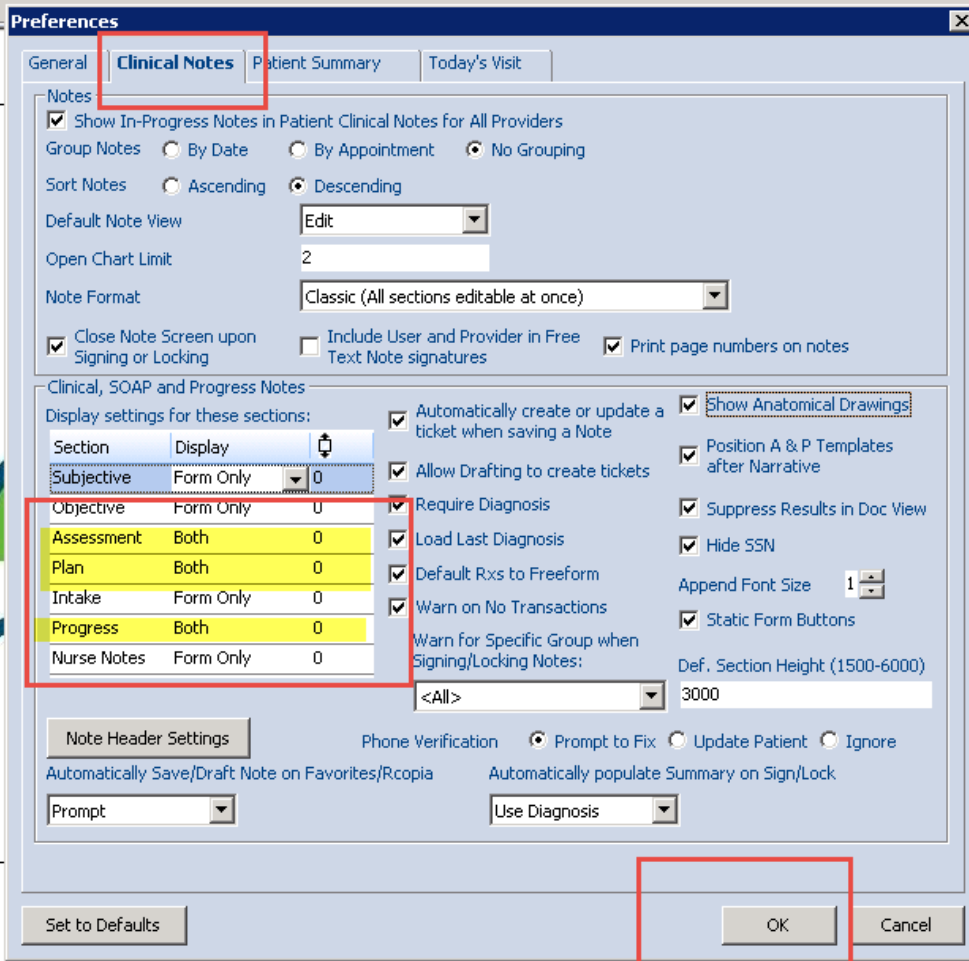 Preferences
General Clinical Notes Patient Summary Today's Visit
Notes
Show In-Progress Notes in Patient Clinical Notes for All Providers
Group Notes By Date By Appointment No Grouping
Sort Notes Ascending Descending
Default Note View Edit
Open Chart Limit 2
Note Format Classic (All sections editable at once)
Close Note Screen upon
Signing or Locking
Include User and Provider in Free
Text Note signatures
Print page numbers on notes
Clinical, SOAP and Progress Notes
Display settings for these sections:
Section Display
Subjective Form Only 0
Objective Form Only 0
Assessment Both 0
Plan Both 0
Intake Form Only 0
Progress Both 0
Nurse Notes Form Only 0
Automatically create or update a
ticket when saving a Note
Allow Drafting to create tickets
Require Diagnosis
Load Last Diagnosis
Default Rxs to Freeform
Warn on No Transactions
Warn for Specific Group when
Signing/Locking Notes:
<All>
Show Anatomical Drawings
Position A & P Templates
after Narrative
Suppress Results in Doc View
Hide SSN
Append Font Size 1
Static Form Buttons
Def. Section Height (1500-6000)
3000
Note Header Settings
Phone Verification Prompt to Fix Update Patient Ignore
Automatically Save/Draft Note on Favorites/Rcopia
Prompt
Automatically populate Summary on Sign/Lock
Use Diagnosis
Set to Defaults OK Cancel